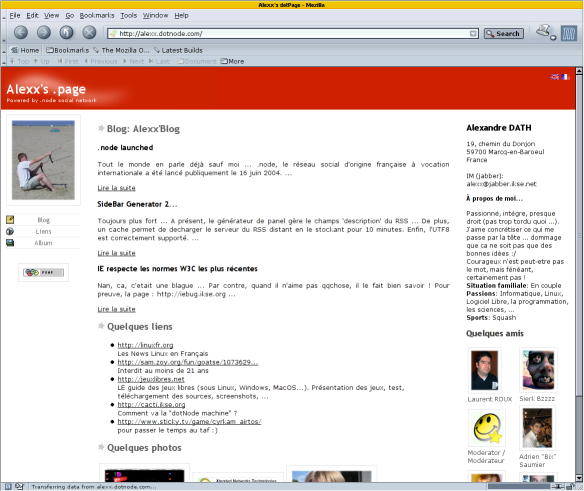 Alexx's dotPage - Mozilla
File Edit View Go Bookmarks Tools Window Help
http://alexx.dotnode.com/
Search
Home Bookmarks The Mozilla O... Latest Builds
Top Up First Previous Next Last Document More
Alexx's .page
Powered by .node social network
Blog
Liens
Album
Blog: Alexx'Blog
.node launched
Tout le monde en parle déjà sauf moi ... .node, le réseau social d'origine française à vocation
internationale a été lancé publiquement le 16 juin 2004. ...
Lire la suite
SideBar Generator 2...
Toujours plus fort ... A présent, le générateur de panel gère le champs 'description' du RSS ... De plus,
un cache permet de decharger le serveur du RSS distant en le stockant pour 10 minutes. Enfin, l'UTF8
est correctement supporté. ...
Lire la suite
IE respecte les normes W3C les plus récentes
Nan, ca, c'etait une blague ... Par contre, quand il n'aime pas qqchose, il le fait bien savoir ! Pour
preuve, la page : http://iebug.ikse.org ...
Lire la suite
Quelques liens
http://linuxfr.org
Les News Linux en Français
http://sam.zoy.org/fun/goatse/1073629...
Interdit au moins de 21 ans
http://jeuxlibres.net
LE guide des jeux libres (sous Linux, Windows, MacOS...). Présentation des jeux, test,
téléchargement des sources, screenshots, ...
http://cacti.ikse.org
Comment va la "dotNode machine" ?
http://www.sticky.tv/game/cyrkam_airtos/
pour passer le temps au taf :)
Quelques photos
Alexandre DATH
19, chemin du Donjon
59700 Marcq-en-Baroeul
France
IM (jabber):
alexx@jabber.ikse.net
À propos de moi...
Passionné, intégre, presque
droit (pas trop tordu quoi ...).
J'aime concrétiser ce qui me
passe par la tête ... dommage
que ca ne soit pas que des
bonnes idées :/
Courageux n'est peut-etre pas
le mot, mais fénéant,
certainement pas !
Situation familiale: En couple
Passions: Informatique, Linux,
Logiciel Libre, la programmation,
les sciences, ...
Sports: Squash
Quelques amis
Laurent ROUX
Sierk Bzzzz
Moderator /
Modérateur
Adrien "Bix"
Saumier
Transferring data from alexx.dotnode.com...